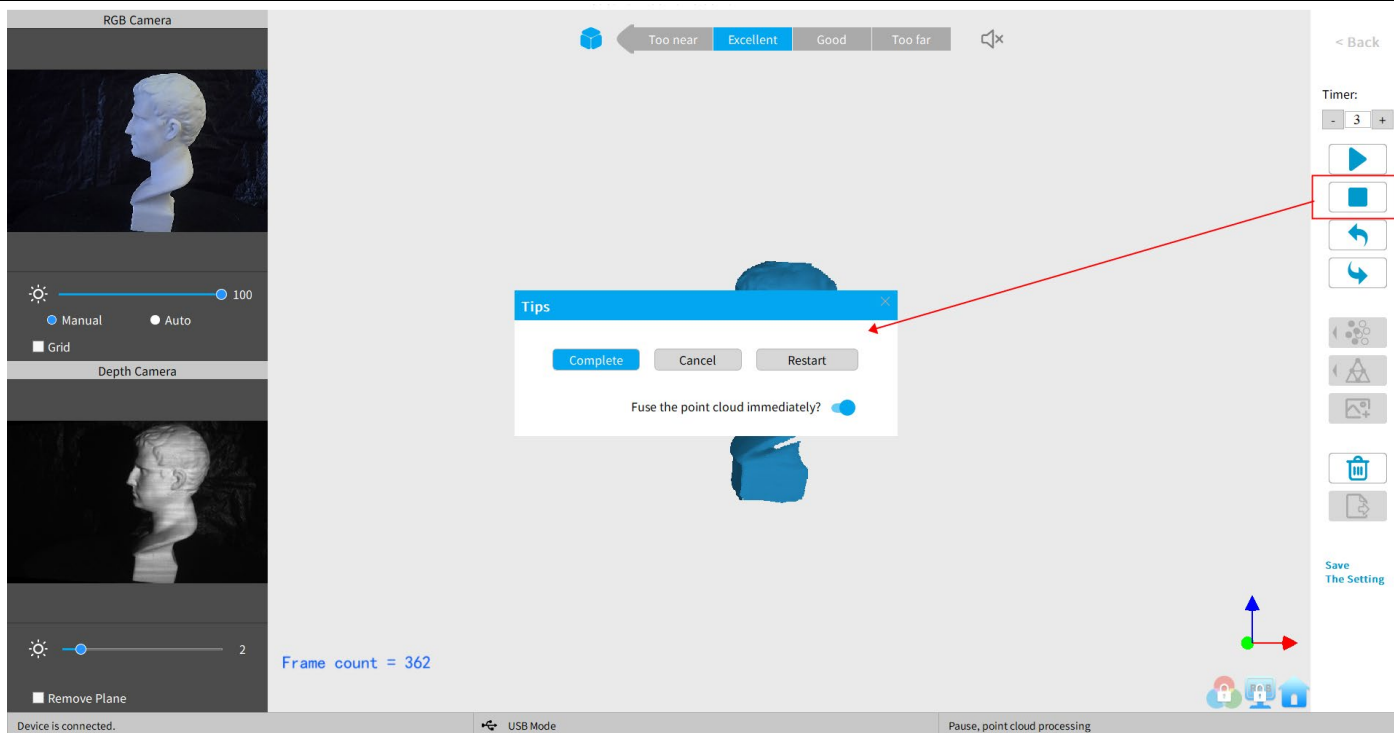 RGB Camera
Too near
Excellent
Good
Too far
< Back
Timer:
- 3 +
100
Manual
Auto
Grid
Depth Camera
Tips
Complete
Cancel
Restart
Fuse the point cloud immediately?
2
Remove Plane
Frame count = 362
Save
The Setting
Device is connected.
USB Mode
Pause, point cloud processing